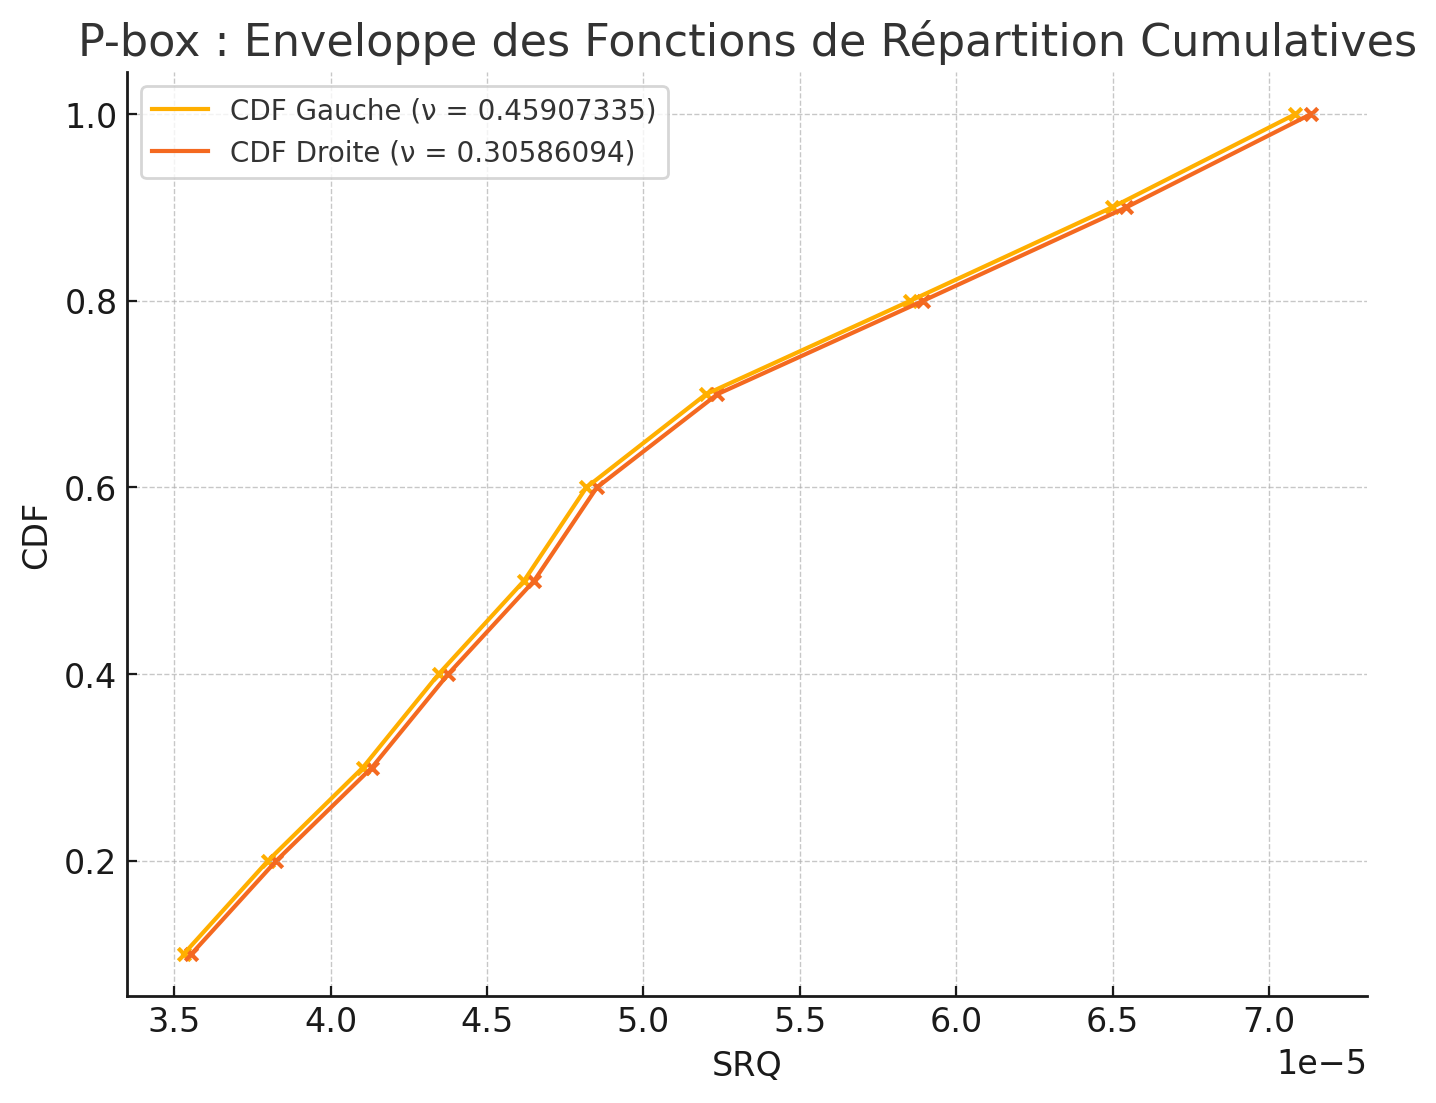 P-box : Enveloppe des Fonctions de Répartition Cumulatives
CDF Gauche (ν = 0.45907335)
CDF Droite (ν = 0.30586094)
1.0
0.8
0.6
0.4
0.2
CDF
3.5 4.0 4.5 5.0 5.5 6.0 6.5 7.0
SRQ
1e−5